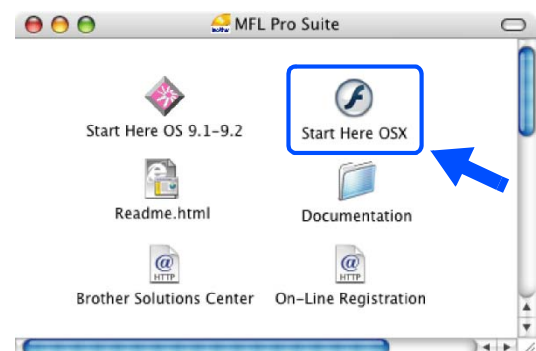 MFL Pro Suite
Start Here OS 9.1-9.2
Start Here OSX
Readme.html
Documentation
@
HTTP
@
HTTP
Brother Solutions Center
On-Line Registration